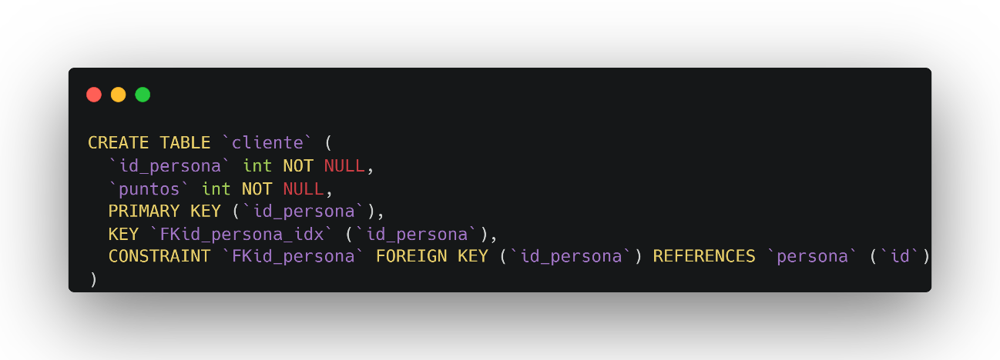 CREATE TABLE `cliente` (
  `id_persona` int NOT NULL,
  `puntos` int NOT NULL,
  PRIMARY KEY (`id_persona`),
  KEY `FKid_persona_idx` (`id_persona`),
  CONSTRAINT `FKid_persona` FOREIGN KEY (`id_persona`) REFERENCES `persona` (`id`)
)